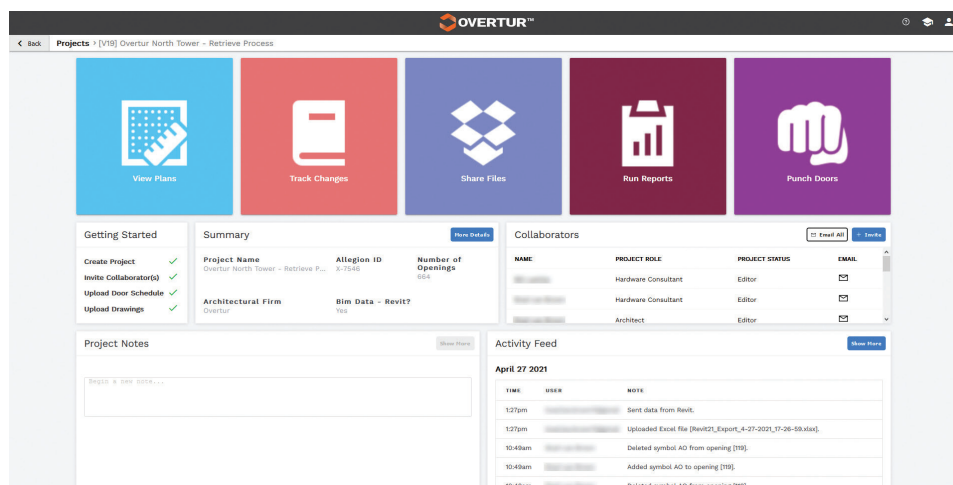 OVERTUR™
Back
Projects > [V19] Overtur North Tower - Retrieve Process
View Plans
Track Changes
Share Files
Run Reports
Punch Doors
Getting Started
Create Project
Invite Collaborator(s)
Upload Door Schedule
Upload Drawings
Summary
More Details
Project Name
Overtur North Tower - Retrieve P...
Allegion ID
X-7546
Number of
Openings
664
Architectural Firm
Overtur
Bim Data - Revit?
Yes
Collaborators
Email All
+ Invite
NAME PROJECT ROLE PROJECT STATUS EMAIL
Hardware Consultant Editor
Hardware Consultant Editor
Architect Editor
Project Notes
Show More
Begin a new note...
Activity Feed
Show More
April 27 2021
TIME USER NOTE
1:27pm Sent data from Revit.
1:27pm Uploaded Excel file [Revit21_Export_4-27-2021_17-26-59.xlsx].
10:49am Deleted symbol AO from opening [119].
10:49am Added symbol AO to opening [119].